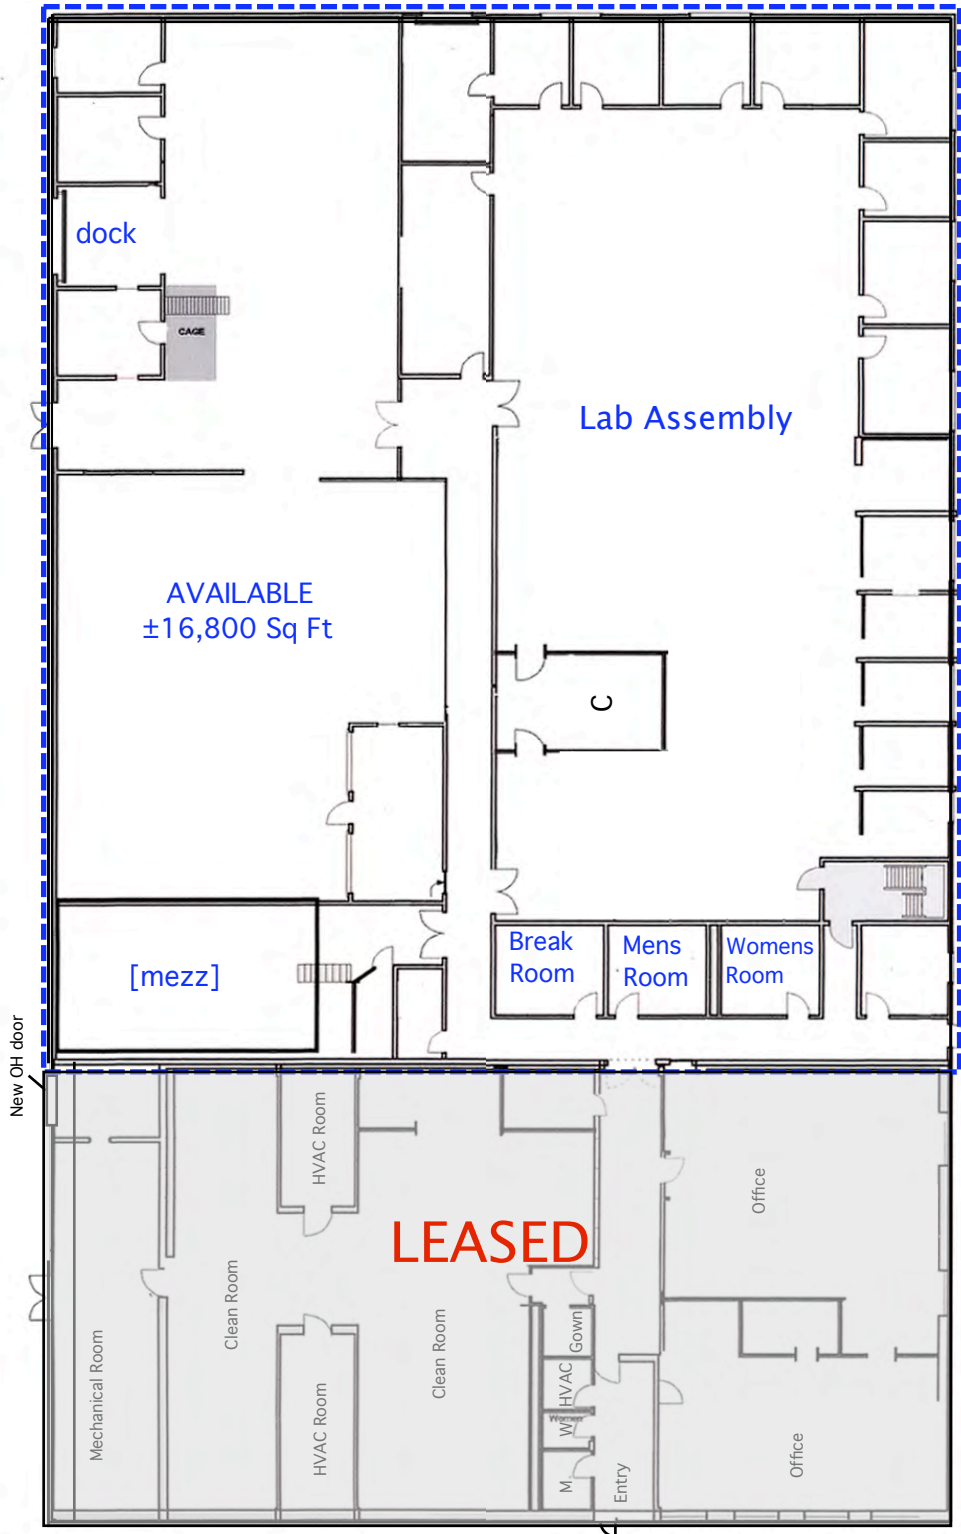 dock
CAGE
Lab Assembly
AVAILABLE
±16,800 Sq Ft
C
Break
Room
Mens
Room
Womens
Room
[mezz]
New OH door
HVAC Room
Office
LEASED
Clean Room
Clean Room
Gown
Mechanical Room
HVAC
HVAC Room
Women
W
M
Entry
Office